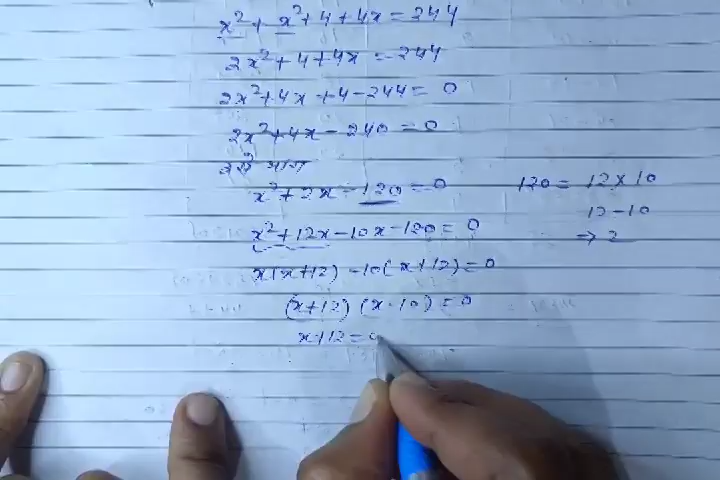 x² + x² + 4 + 4x = 244
2x² + 4 + 4x = 244
2x² + 4x + 4 - 244 = 0
2x² + 4x - 240 = 0
x² + 2x - 120 = 0
120 = 12 x 10
12 - 10
⇒ 2
x² + 12x - 10x - 120 = 0
x(x+12) - 10(x+12) = 0
(x+12) (x-10) = 0
x+12 = 0